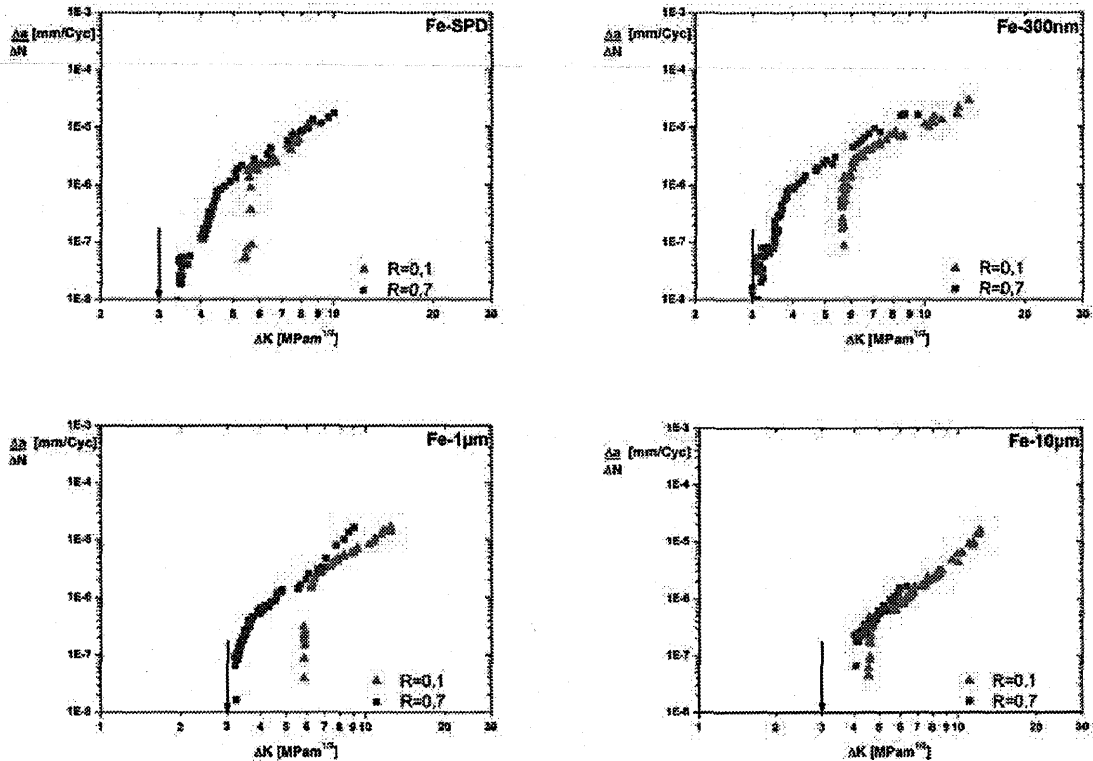 1E-3
Fe-SPD
Δa [mm/Cyc]
ΔN
1E-4
1E-5
1E-6
1E-7
R=0,1
R=0,7
1E-8
2 3 4 5 6 7 8 9 10 20 30
ΔK [MPam^1/2]
1E-3
Fe-300nm
Δa [mm/Cyc]
ΔN
1E-4
1E-5
1E-6
1E-7
R=0,1
R=0,7
1E-8
2 3 4 5 6 7 8 9 10 20 30
ΔK [MPam^1/2]
1E-3
Fe-1µm
Δa [mm/Cyc]
ΔN
1E-4
1E-5
1E-6
1E-7
R=0,1
R=0,7
1E-8
1 2 3 4 5 6 7 8 9 10 20 30
ΔK [MPam^1/2]
1E-3
Fe-10µm
Δa [mm/Cyc]
ΔN
1E-4
1E-5
1E-6
1E-7
R=0,1
R=0,7
1E-8
1 2 3 4 5 6 7 8 9 10 20 30
ΔK [MPam^1/2]